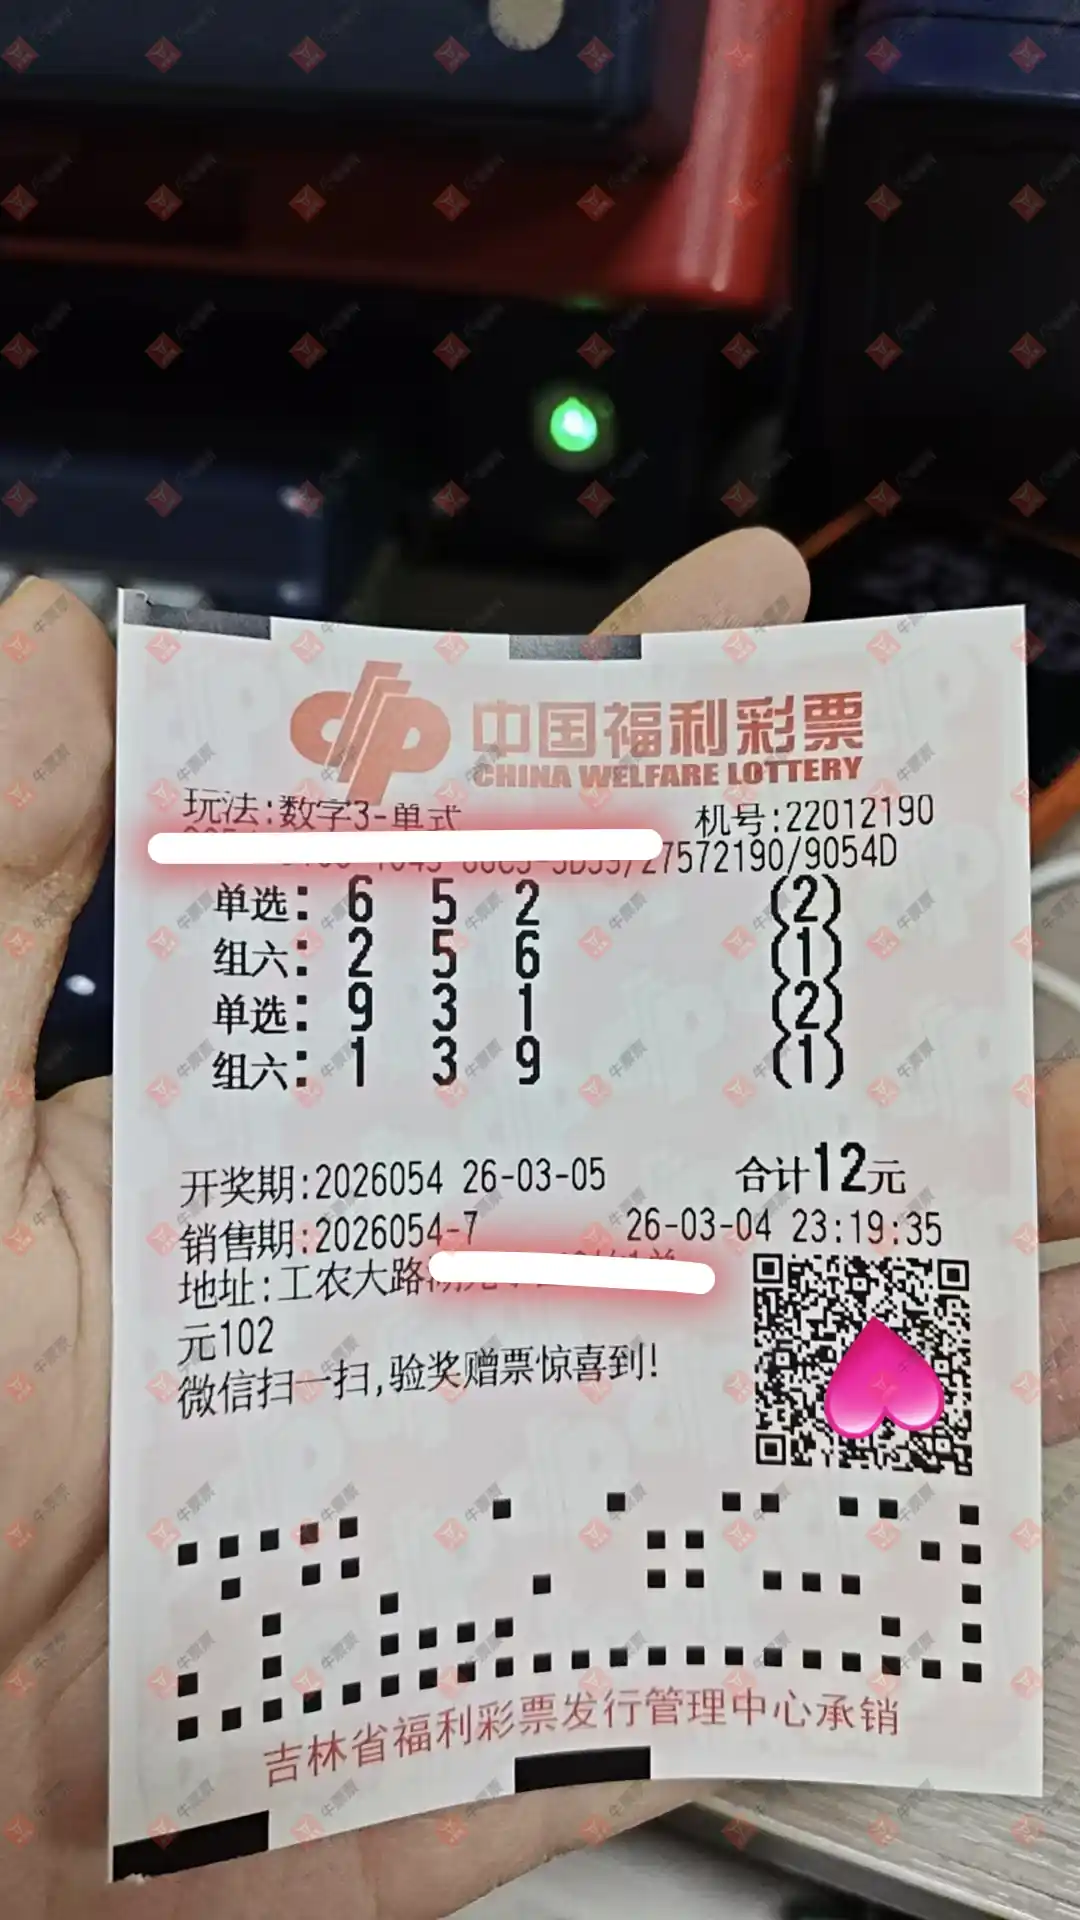 中国福利彩票
CHINA WELFARE LOTTERY
玩法:数字3-单式
机号:22012190
27572190/9054D
单选: 6 5 2 (2)
组六: 2 5 6 (1)
单选: 9 3 1 (2)
组六: 1 3 9 (1)
开奖期:2026054 26-03-05 合计12元
销售期:2026054-7 26-03-04 23:19:35
地址:工农大路
元102
微信扫一扫,验奖赠票惊喜到!
吉林省福利彩票发行管理中心承销
牛票票